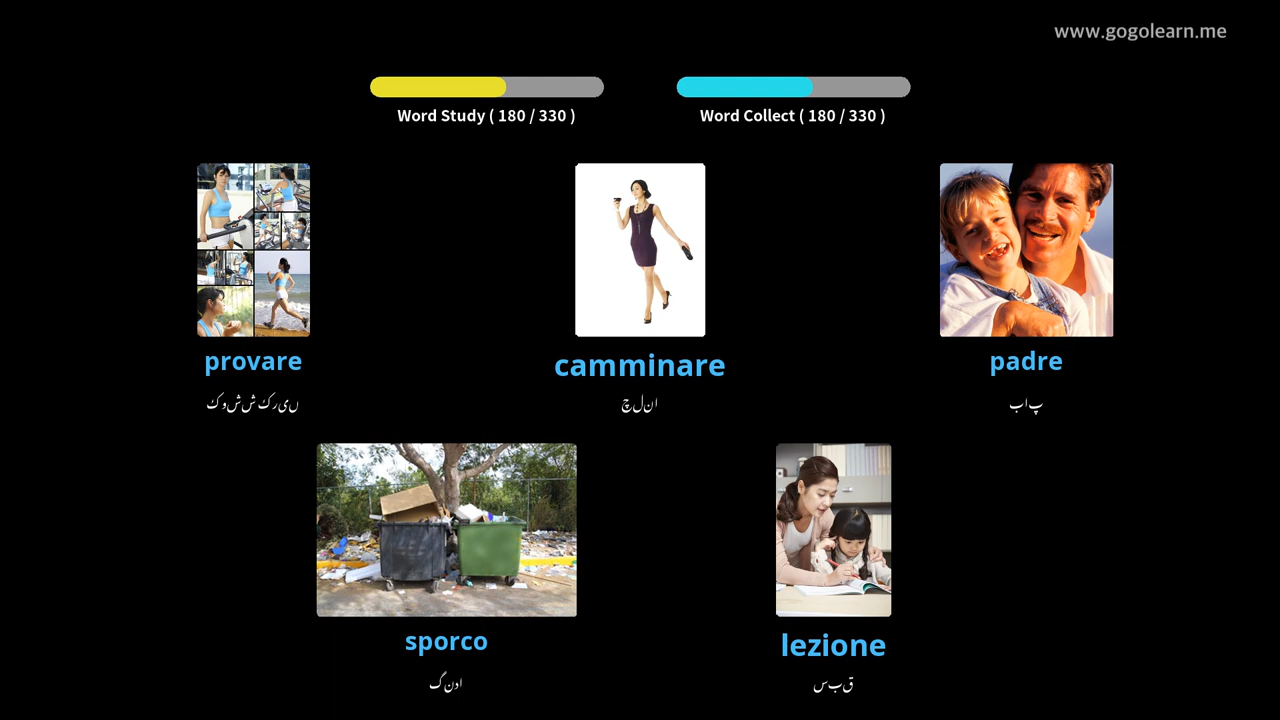 www.gogolearn.me
Word Study ( 180 / 330 )
Word Collect ( 180 / 330 )
provare
camminare
padre
کوشش کریں
چلنا
باپ
sporco
lezione
گندا
سبق